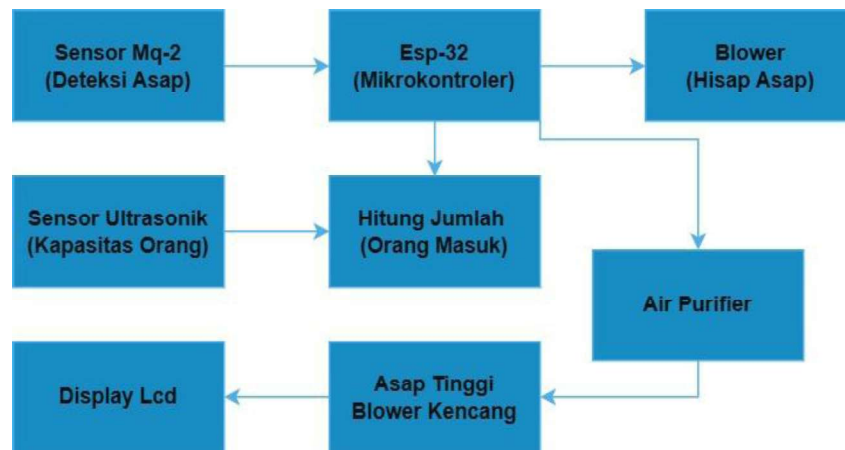 Sensor Mq-2
(Deteksi Asap)
Esp-32
(Mikrokontroler)
Blower
(Hisap Asap)
Sensor Ultrasonik
(Kapasitas Orang)
Hitung Jumlah
(Orang Masuk)
Air Purifier
Display Lcd
Asap Tinggi
Blower Kencang